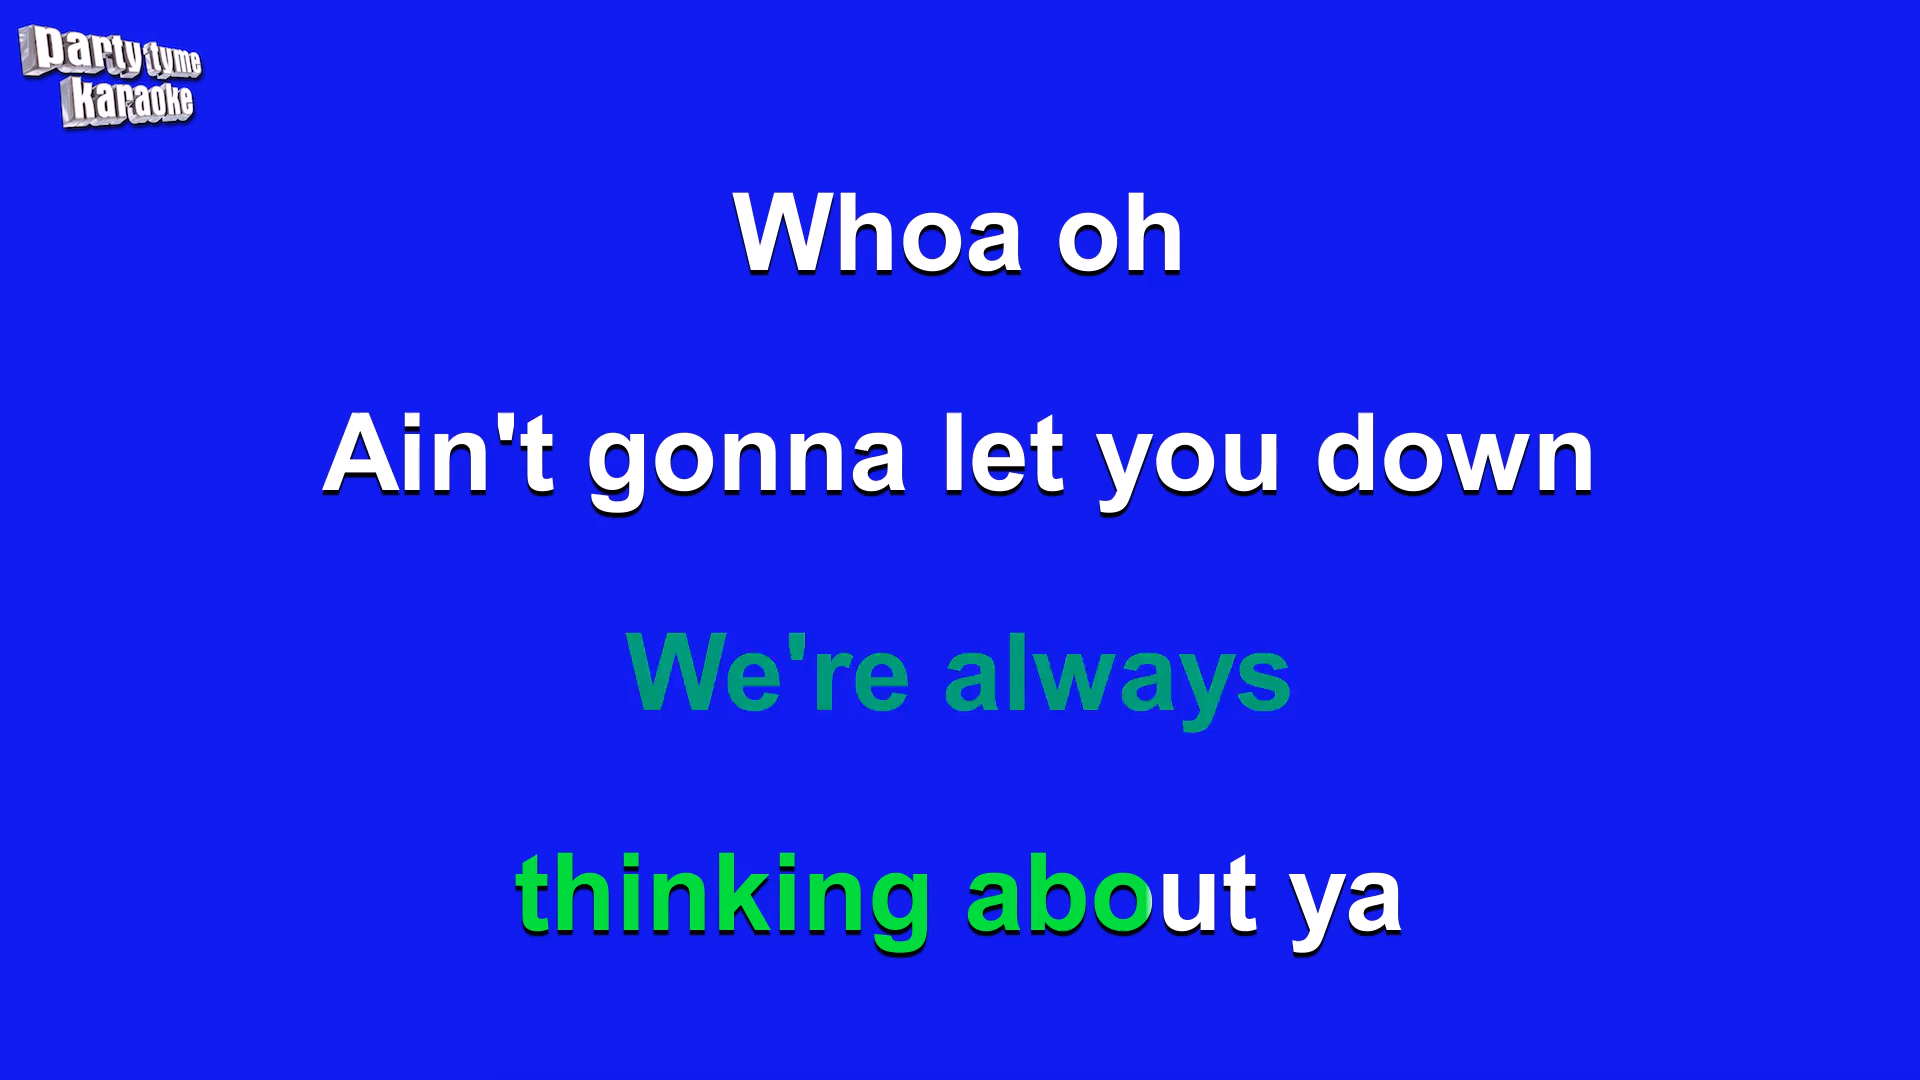 party tyme
karaoke
Whoa oh
Ain't gonna let you down
We're always
thinking about ya